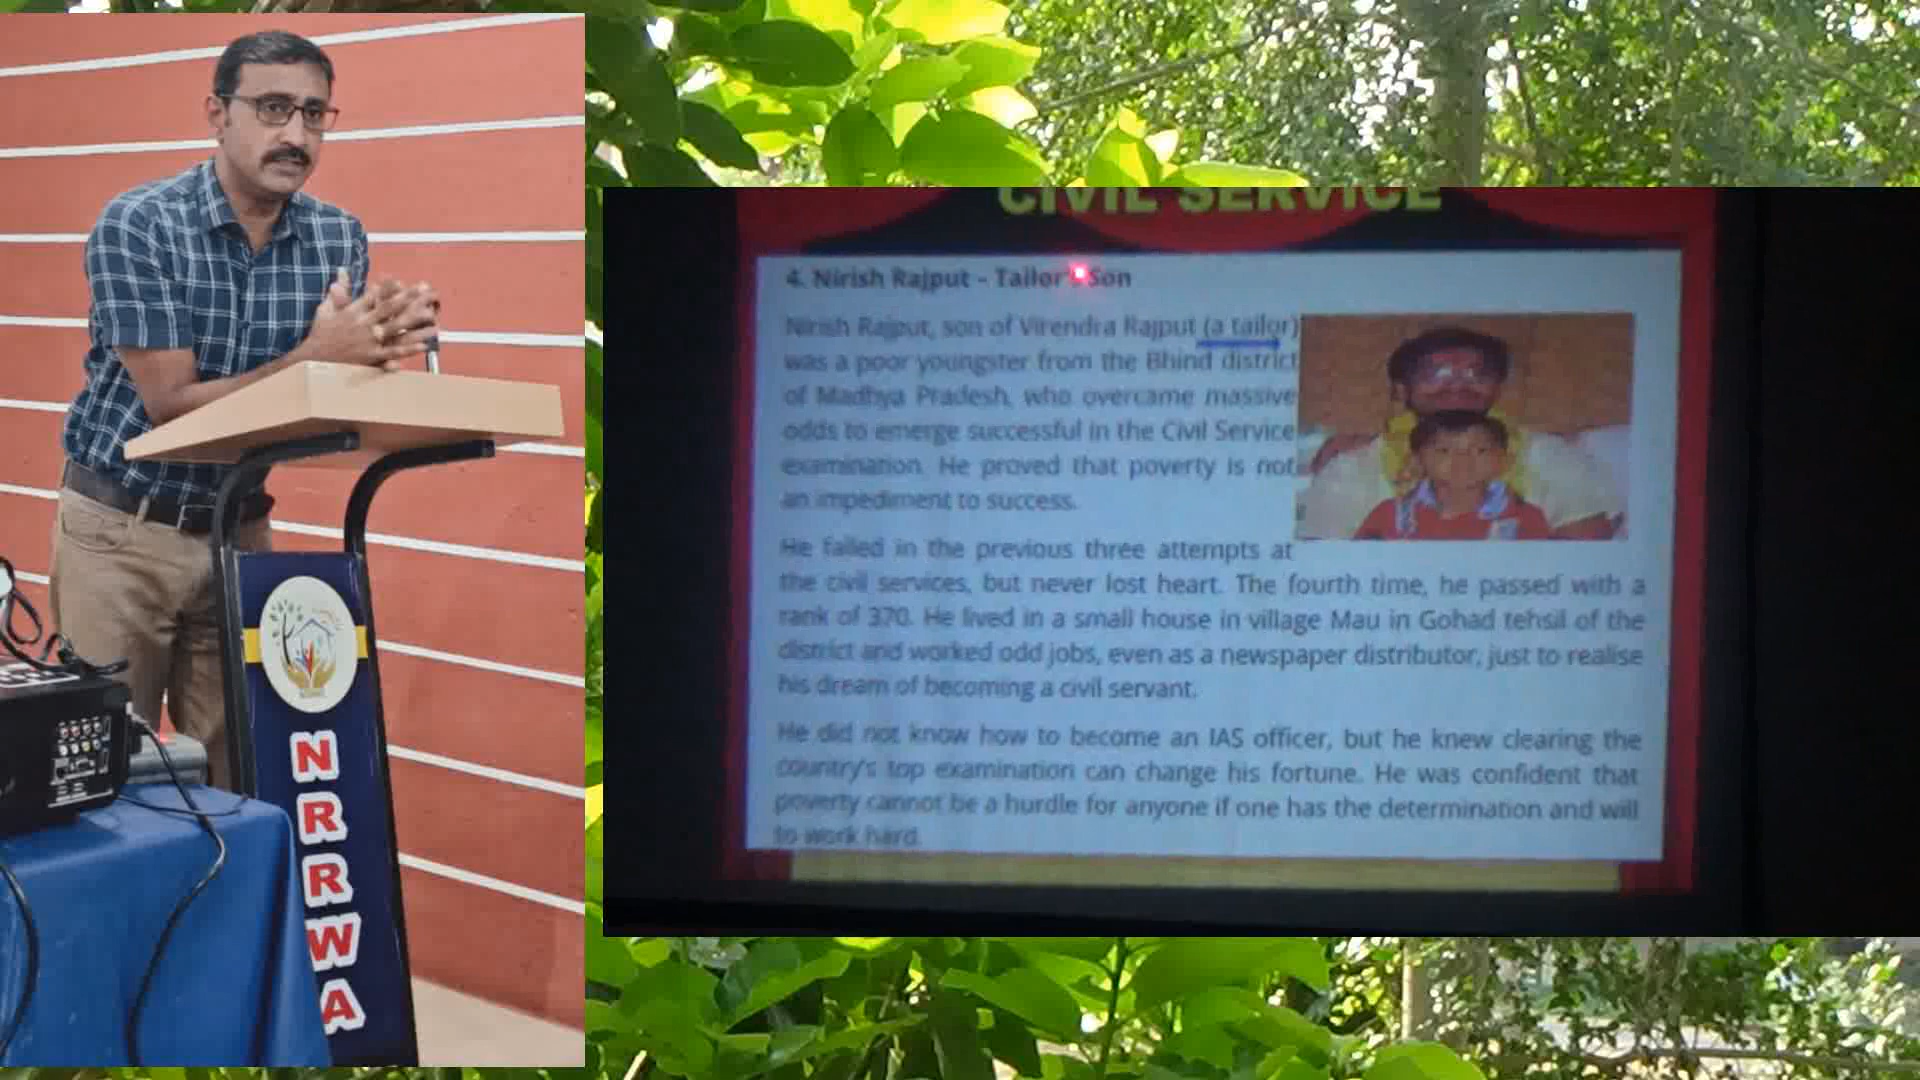 CIVIL SERVICE
4. Nirish Rajput - Tailor's Son
Nirish Rajput, son of Virendra Rajput (a tailor)
was a poor youngster from the Bhind district
of Madhya Pradesh, who overcame massive
odds to emerge successful in the Civil Service
examination. He proved that poverty is not
an impediment to success.
He failed in the previous three attempts at
the civil services, but never lost heart. The fourth time, he passed with a
rank of 370. He lived in a small house in village Mau in Gohad tehsil of the
district and worked odd jobs, even as a newspaper distributor, just to realise
his dream of becoming a civil servant.
He did not know how to become an IAS officer, but he knew clearing the
country's top examination can change his fortune. He was confident that
poverty cannot be a hurdle for anyone if one has the determination and will
to work hard.
NRRWA